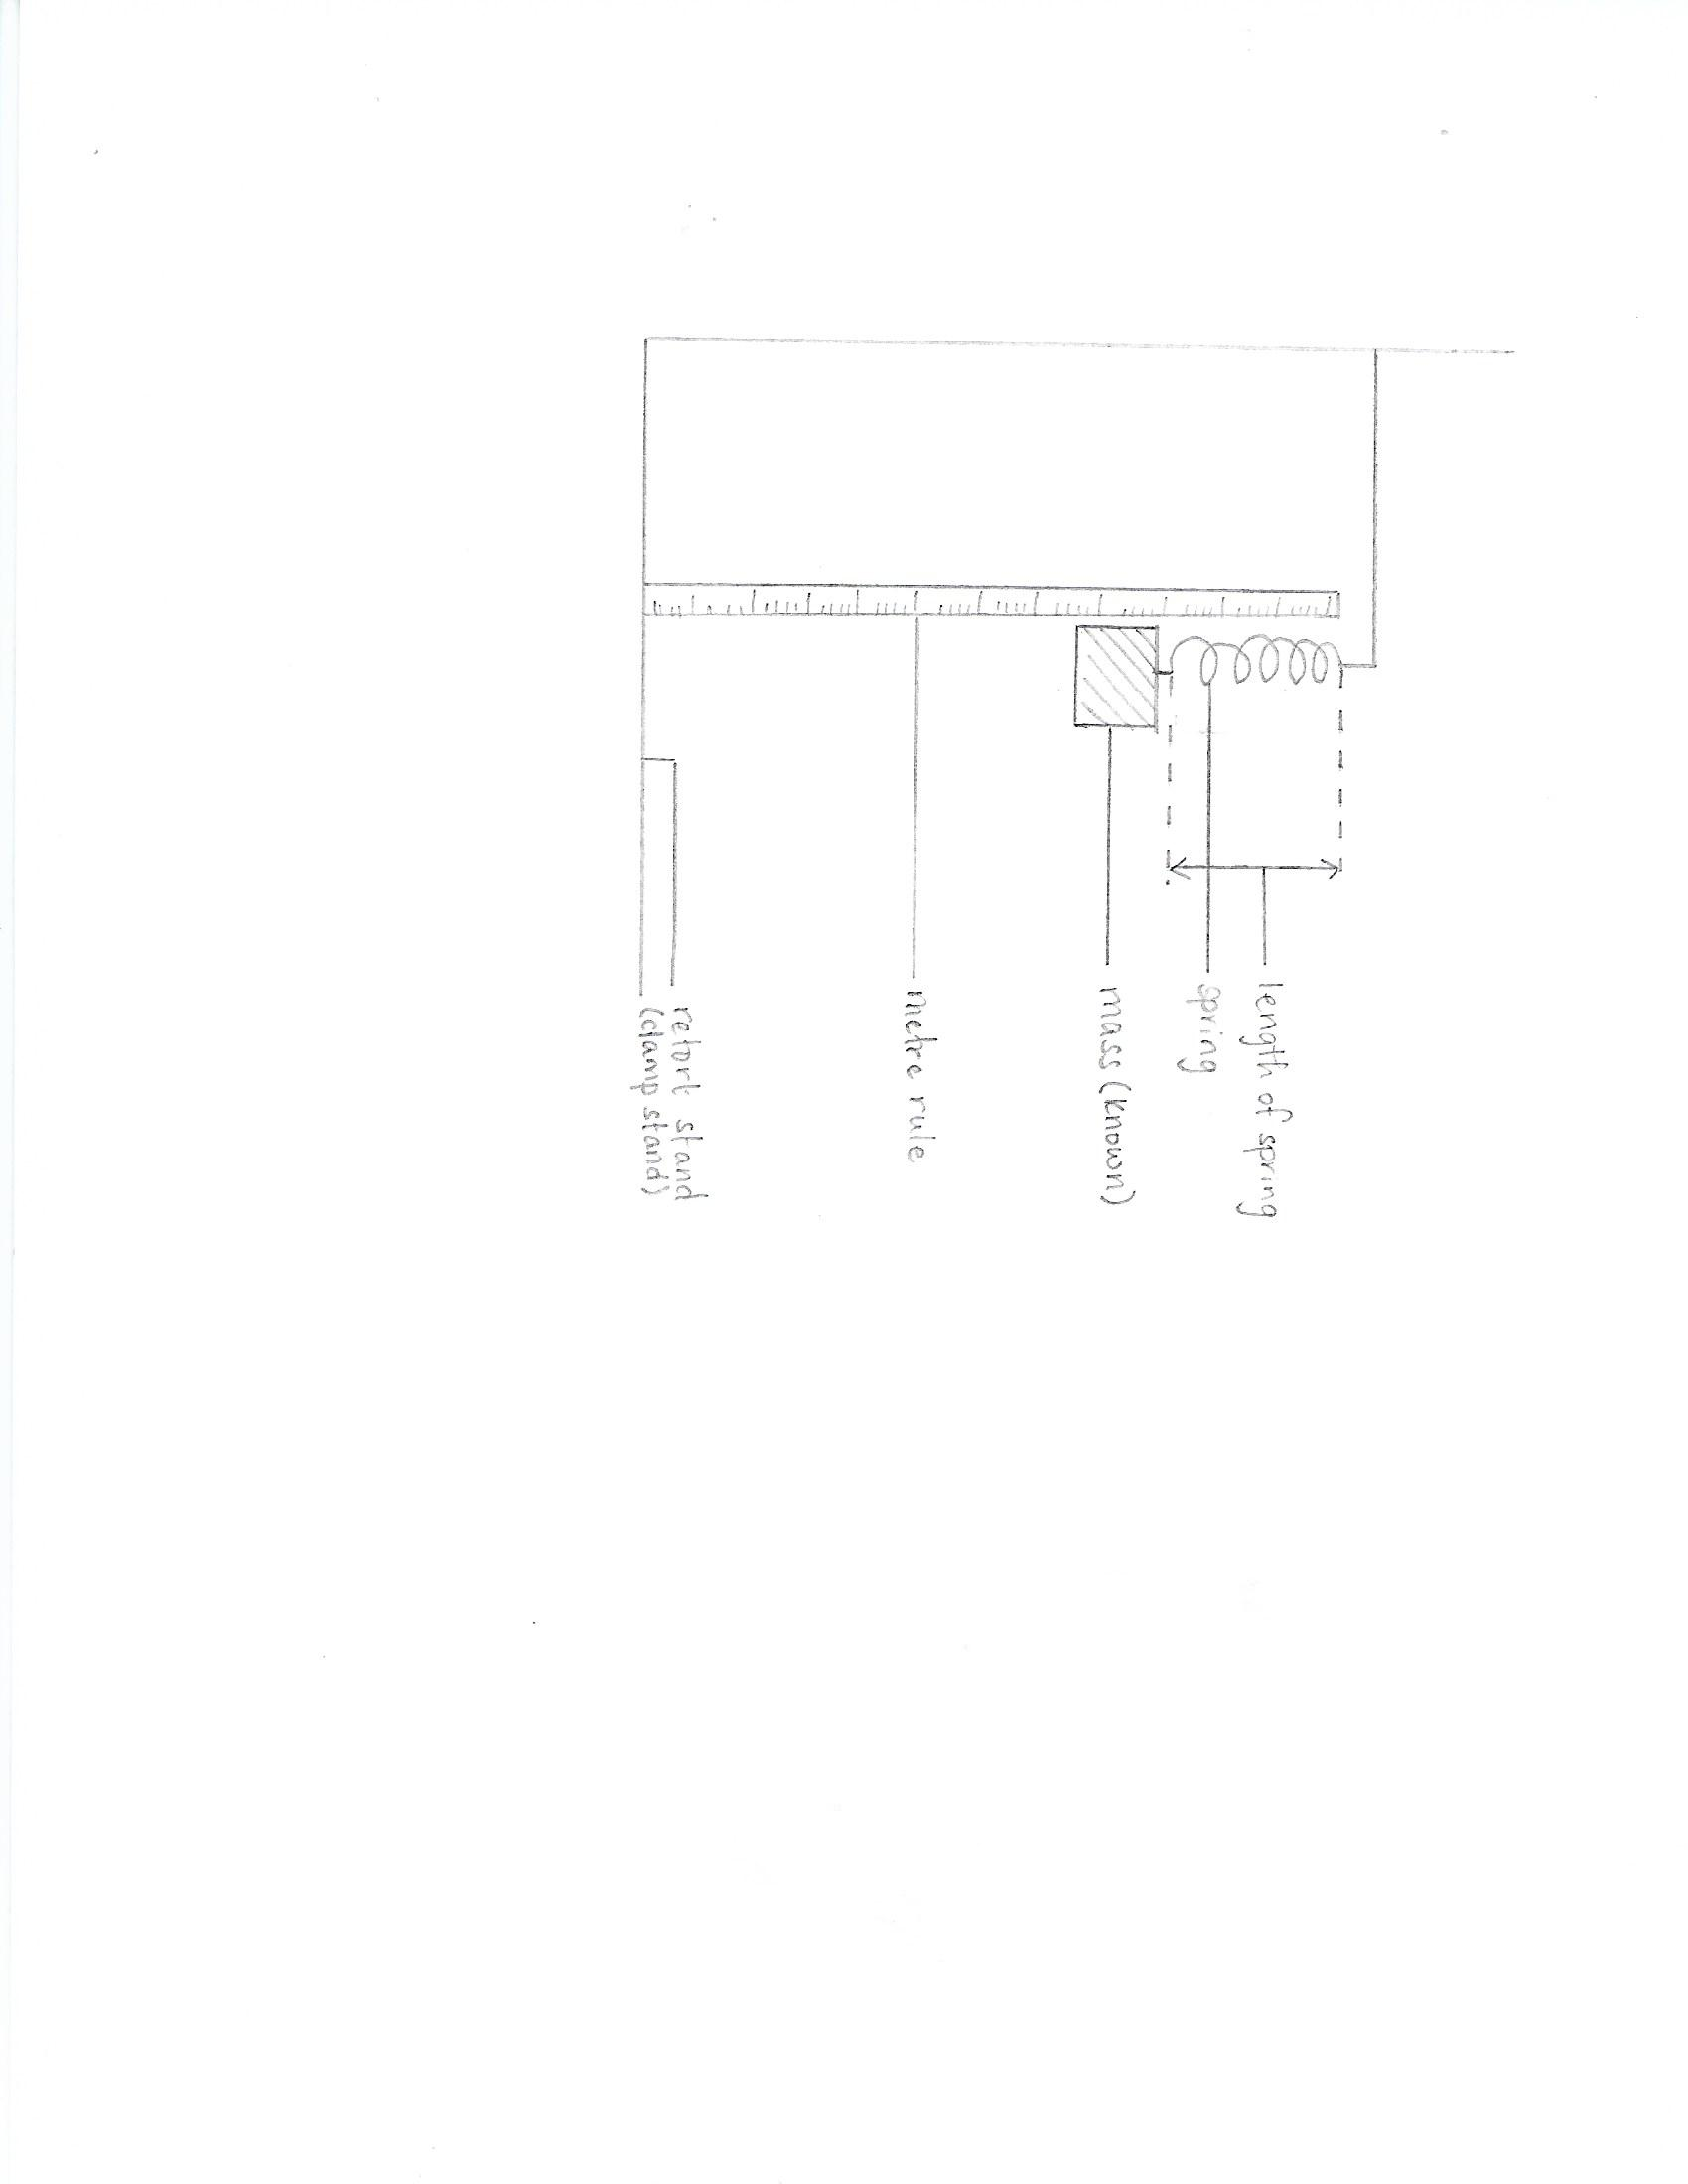 length of spring
spring
mass (known)
metre rule
retort stand
(clamp stand)